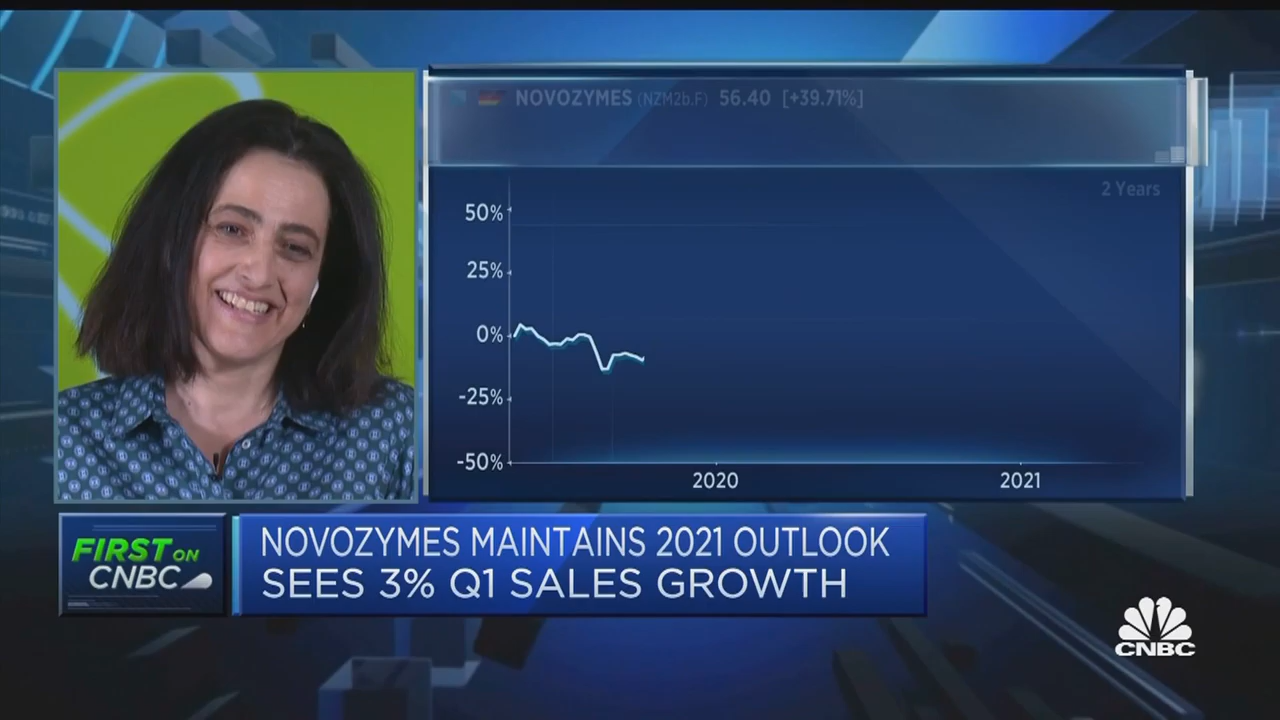 NOVOZYMES (NZM2b.F) 56.40 [+39.71%]
2 Years
50%
25%
0%
-25%
-50%
2020
2021
FIRST ON
CNBC
NOVOZYMES MAINTAINS 2021 OUTLOOK
SEES 3% Q1 SALES GROWTH
CNBC